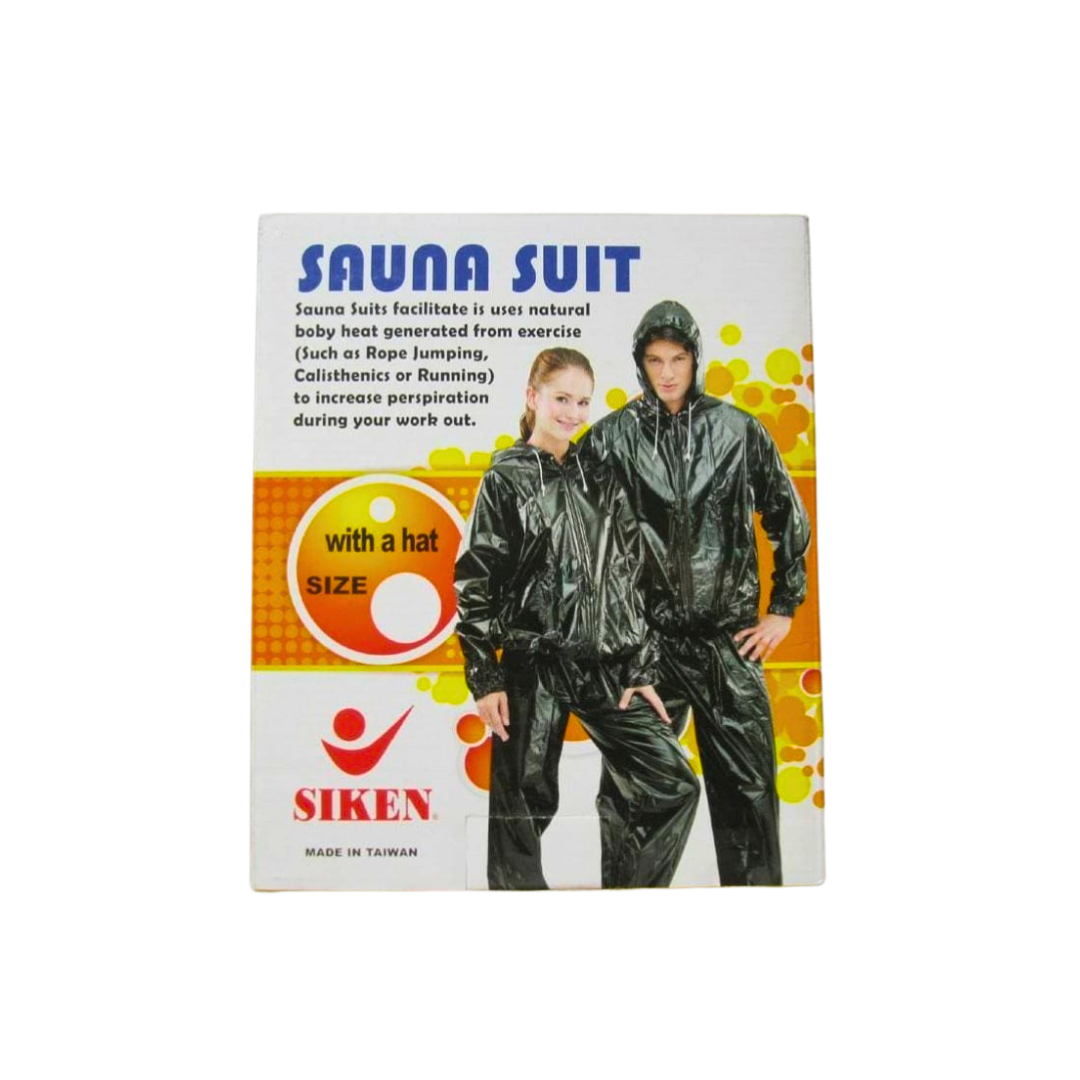 SAUNA SUIT
Sauna Suits facilitate is uses natural
boby heat generated from exercise
(Such as Rope Jumping,
Calisthenics or Running)
to increase perspiration
during your work out.
with a hat
SIZE
SIKEN
MADE IN TAIWAN